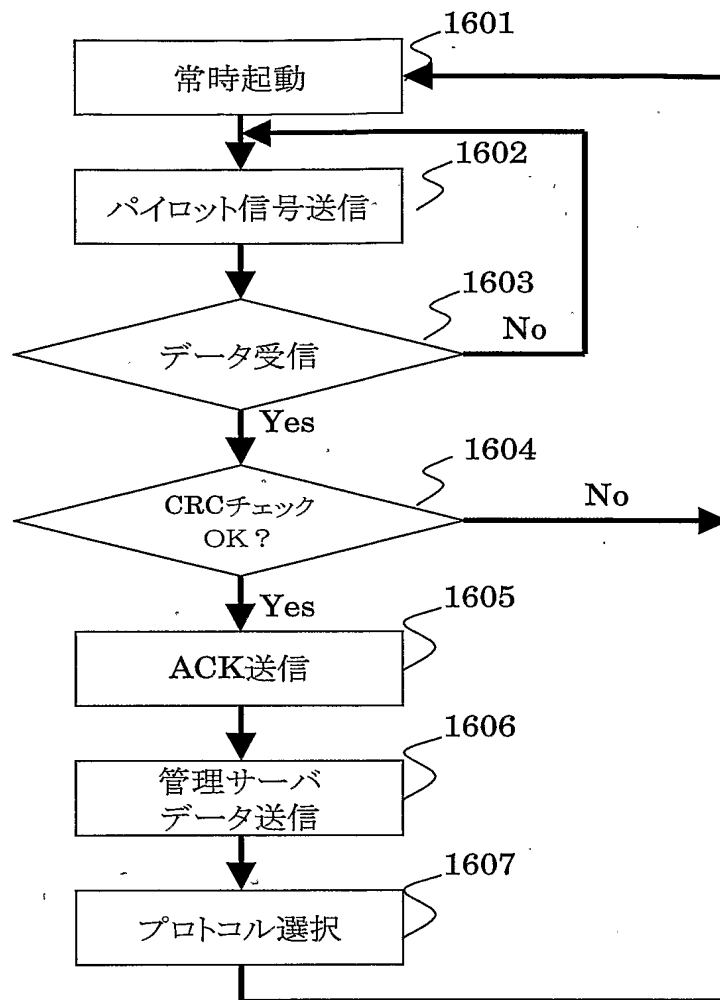 1601
常時起動
1602
パイロット信号送信
1603
データ受信
No
Yes
1604
CRCチェック
OK?
No
Yes
1605
ACK送信
1606
管理サーバ
データ送信
1607
プロトコル選択